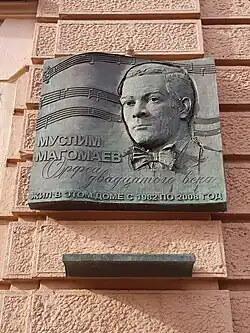 МУСЛИМ
МАГОМАЕВ
Орфей
двадцатого века
ЖИЛ В ЭТОМ ДОМЕ С 1982 ПО 2008 ГОД